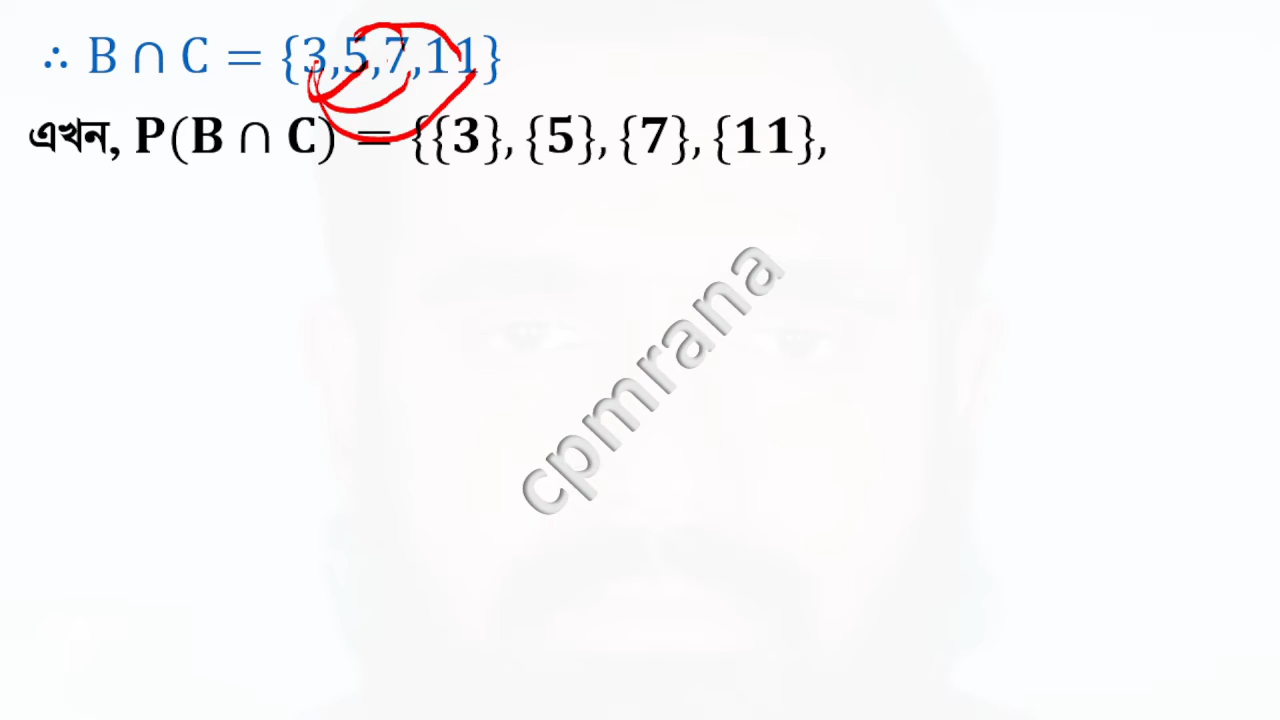 ∴ B ∩ C = {3,5,7,11}
এখন, P(B ∩ C) = {{3}, {5}, {7}, {11},
cpmrana